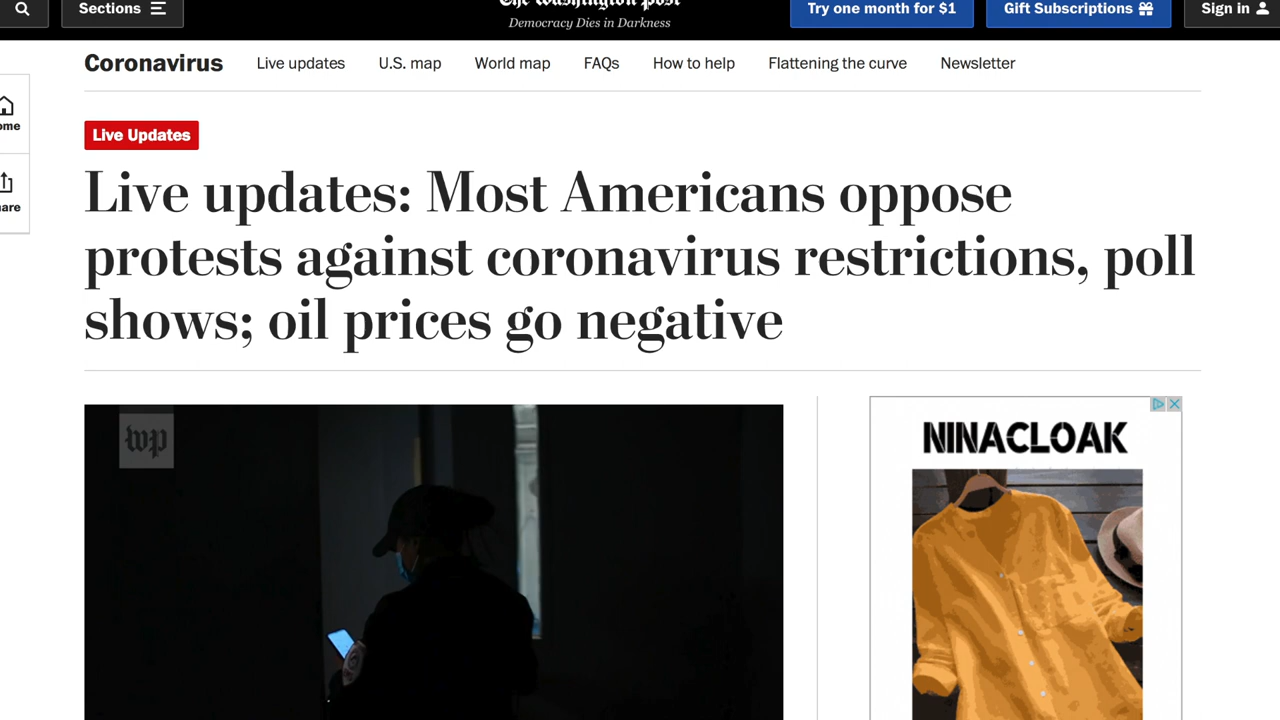 Sections
The Washington Post
Democracy Dies in Darkness
Try one month for $1
Gift Subscriptions
Sign in
Coronavirus
Live updates
U.S. map
World map
FAQs
How to help
Flattening the curve
Newsletter
ome
are
Live Updates
Live updates: Most Americans oppose
protests against coronavirus restrictions, poll
shows; oil prices go negative
wp
NINACLOAK